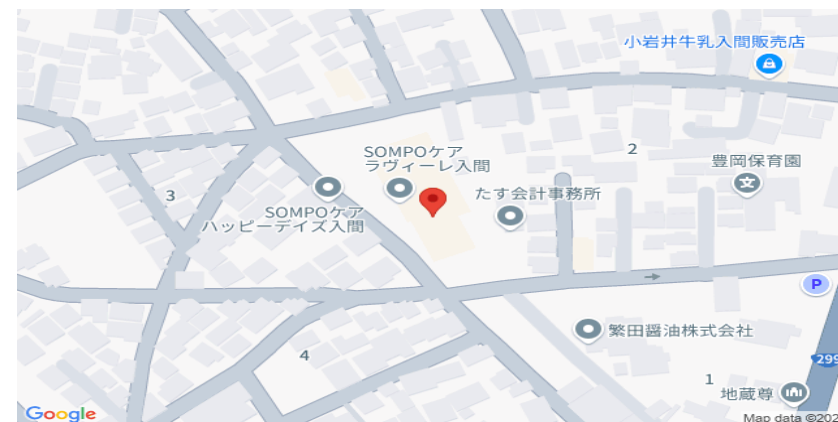 小岩井牛乳入間販売店
2
SOMPOケア
ラヴィーレ入間
豊岡保育園
文
たす会計事務所
3
SOMPOケア
ハッピーデイズ入間
P
繁田醤油株式会社
4
299
1
地蔵尊
Google
Map data ©202